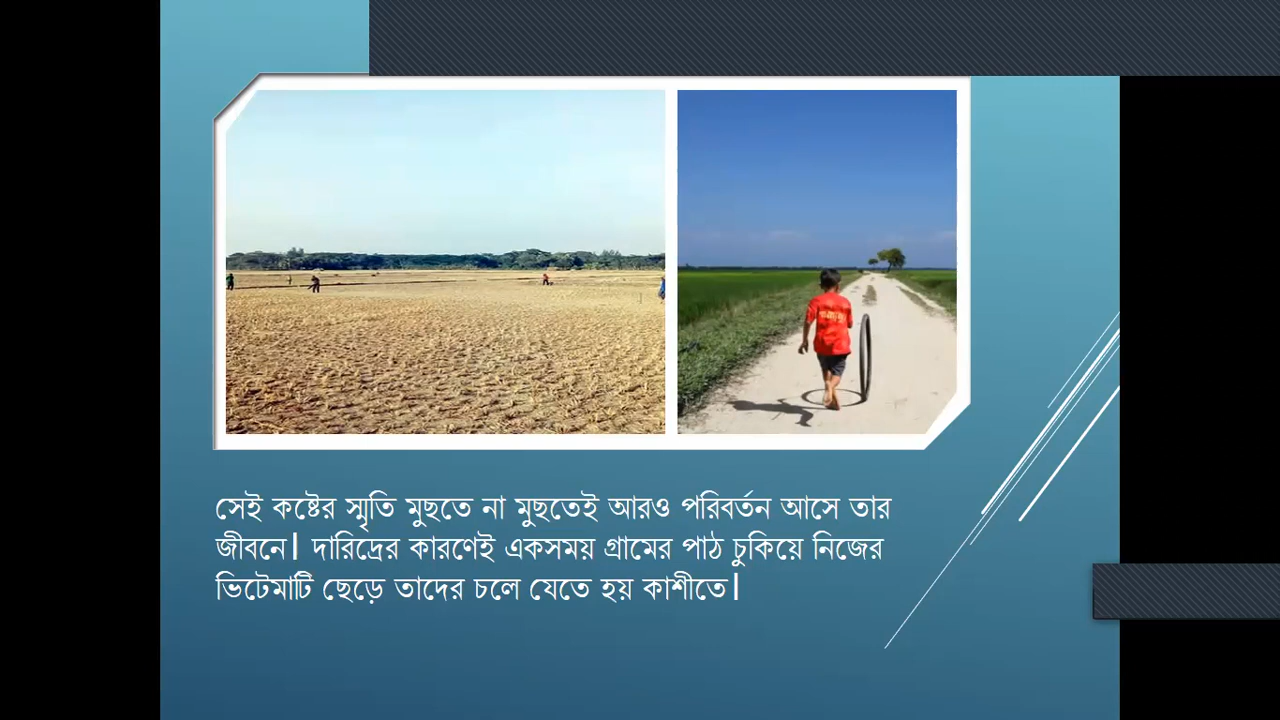 সেই কষ্টের স্মৃতি মুছতে না মুছতেই আরও পরিবর্তন আসে তার
জীবনে। দারিদ্রের কারণেই একসময় গ্রামের পাঠ চুকিয়ে নিজের
ভিটেমাটি ছেড়ে তাদের চলে যেতে হয় কাশীতে।